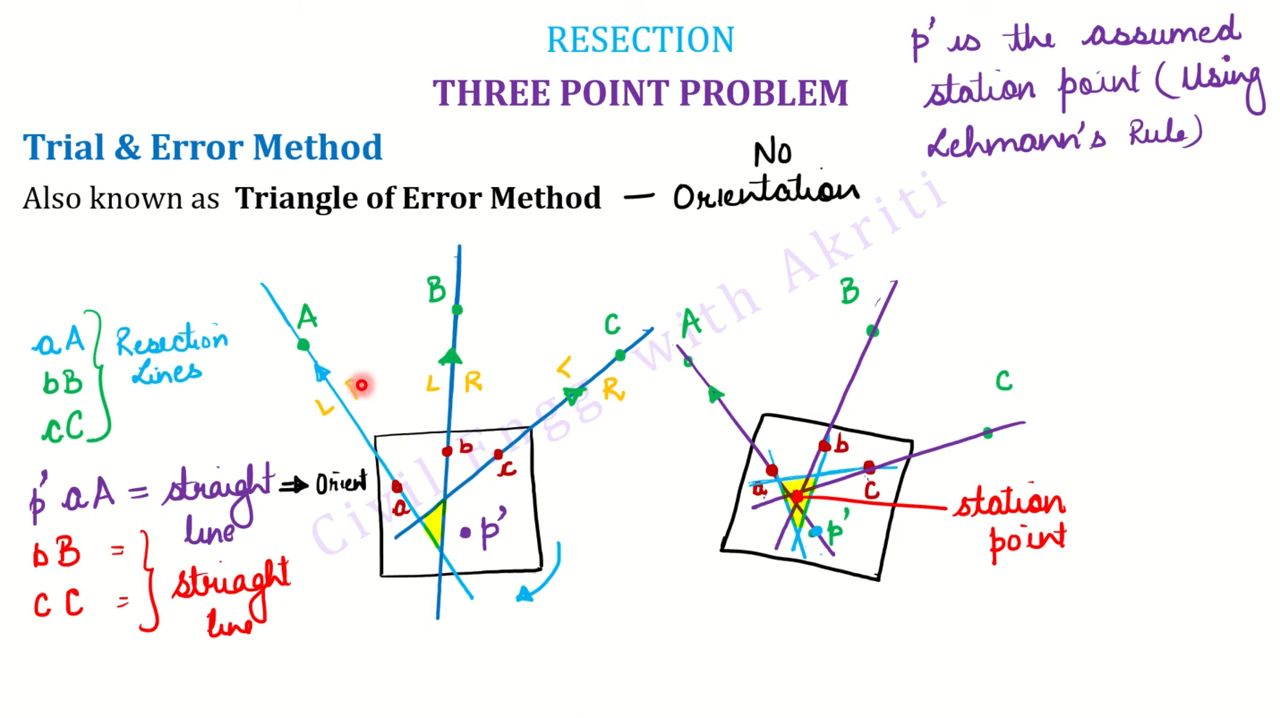 RESECTION
THREE POINT PROBLEM
p' is the assumed
station point (Using
Lehmann's Rule)
Trial & Error Method
Also known as Triangle of Error Method — No Orientation
aA
bB
cC
Resection
Lines
p' a A = straight line ⇒ Orient
bB =
cC =
striaght
line
A
B
C
L
L R
L R
a
b
c
p'
A
B
C
a
b
c
p'
station
point
Civil Engg. with Akriti